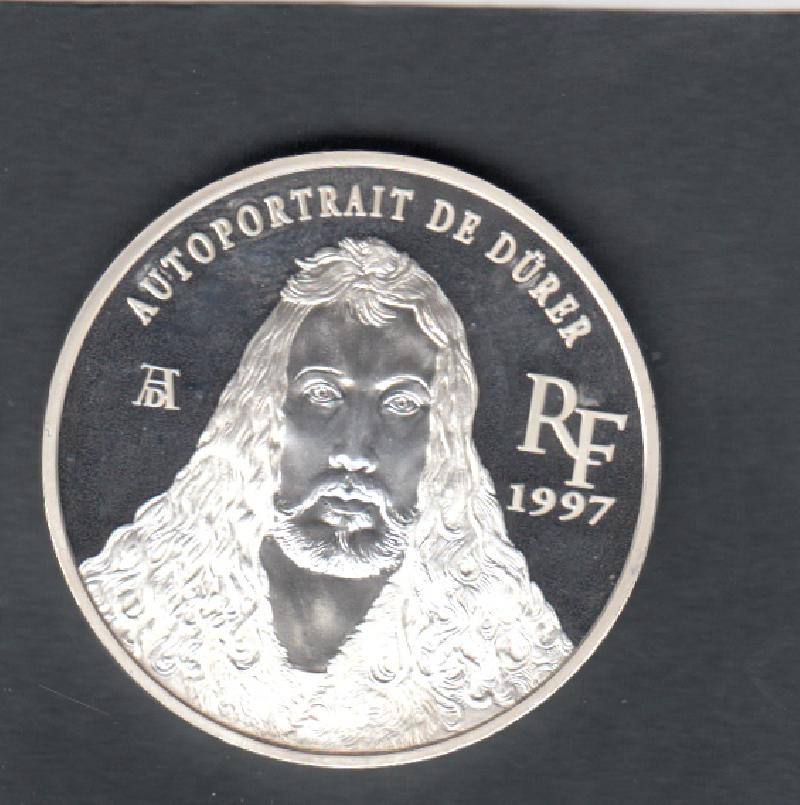 AUTOPORTRAIT DE DÜRER
AD
RF
1997